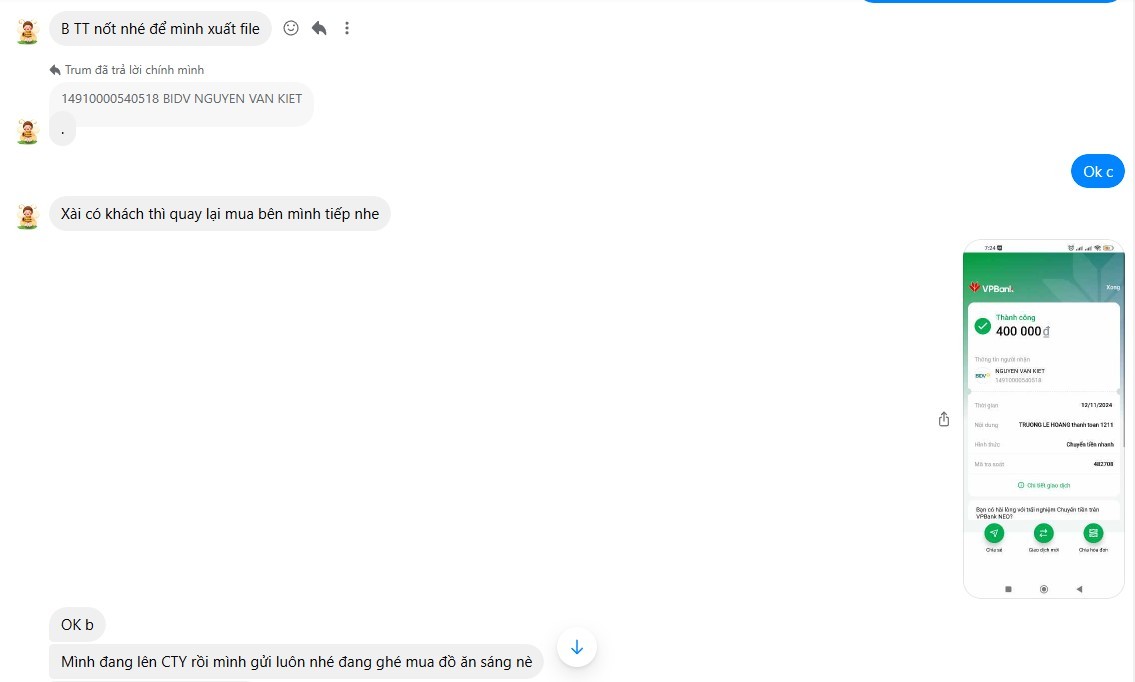 B TT nốt nhé để mình xuất file
Trum đã trả lời chính mình
14910000540518 BIDV NGUYEN VAN KIET
.
Ok c
Xài có khách thì quay lại mua bên mình tiếp nhe
7:24
VPBank
Xong
Thành công
400 000₫
Thông tin người nhận
BIDV
NGUYEN VAN KIET
14910000540518
Thời gian 12/11/2024
Nội dung TRUONG LE HOANG thanh toan 1211
Hình thức Chuyển tiền nhanh
Mã tra soát 482708
Chi tiết giao dịch
Bạn có hài lòng với trải nghiệm Chuyển tiền trên
VPBank NEO?
Chia sẻ Giao dịch mới Chia hóa đơn
OK b
Mình đang lên CTY rồi mình gửi luôn nhé đang ghé mua đồ ăn sáng nè